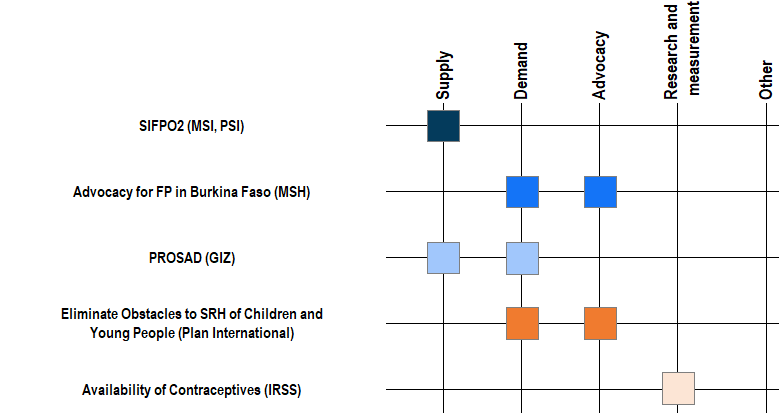 Supply
Demand
Advocacy
Research and
measurement
Other
SIFPO2 (MSI, PSI)
Advocacy for FP in Burkina Faso (MSH)
PROSAD (GIZ)
Eliminate Obstacles to SRH of Children and
Young People (Plan International)
Availability of Contraceptives (IRSS)